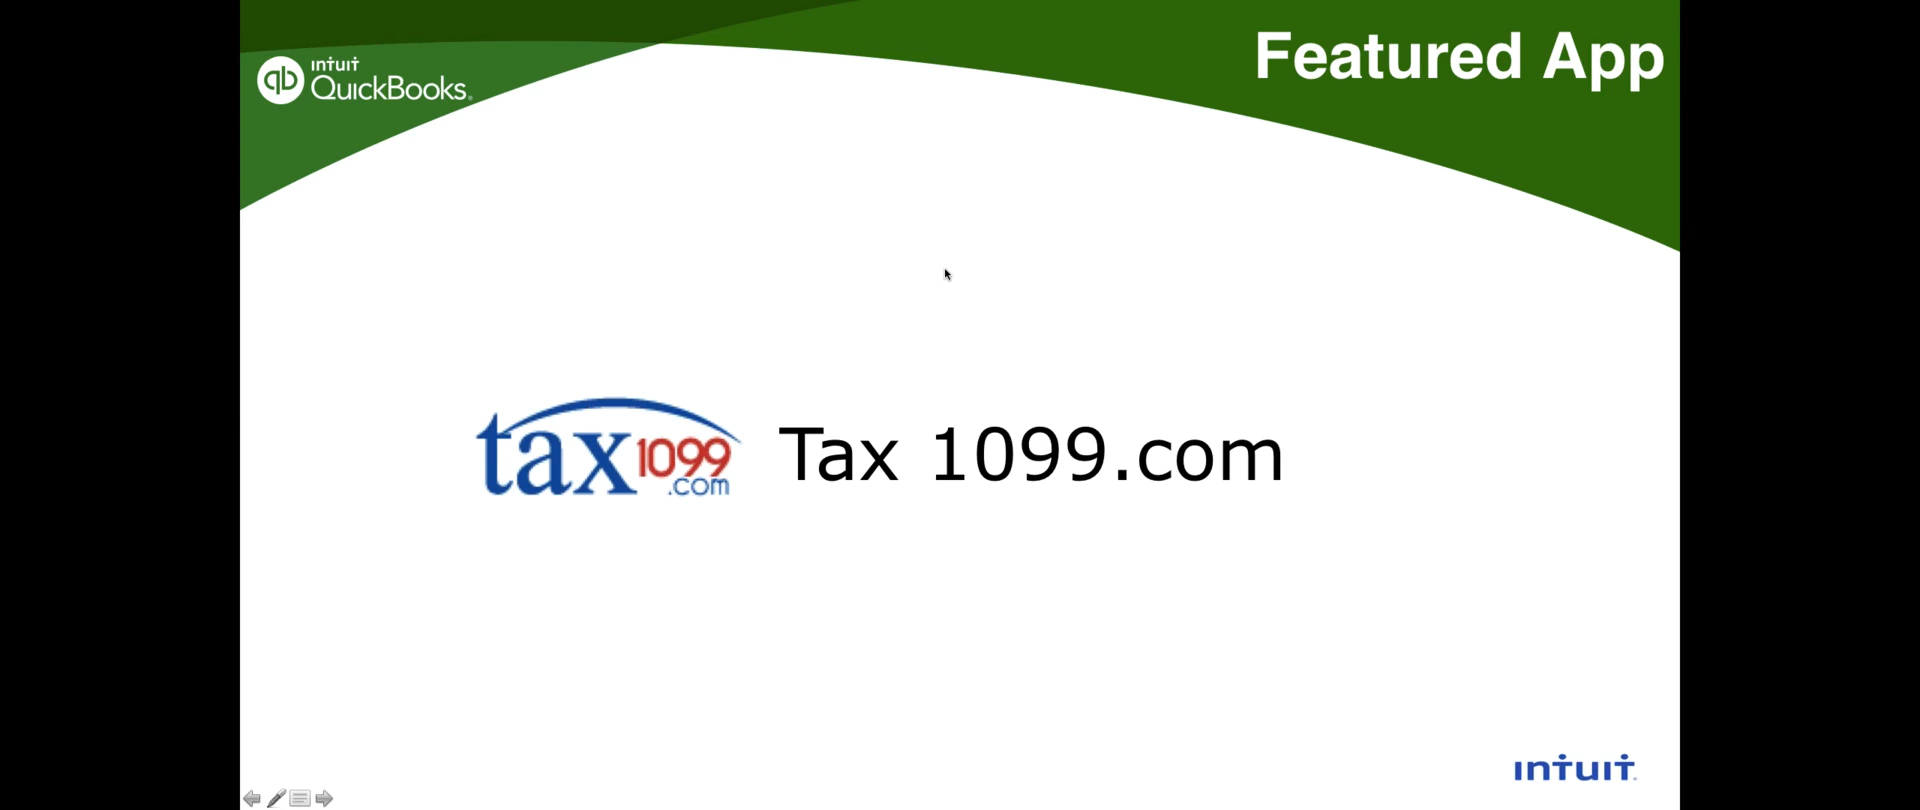 Featured App
intuit
QuickBooks.
tax1099
.com
Tax 1099.com
intuit.